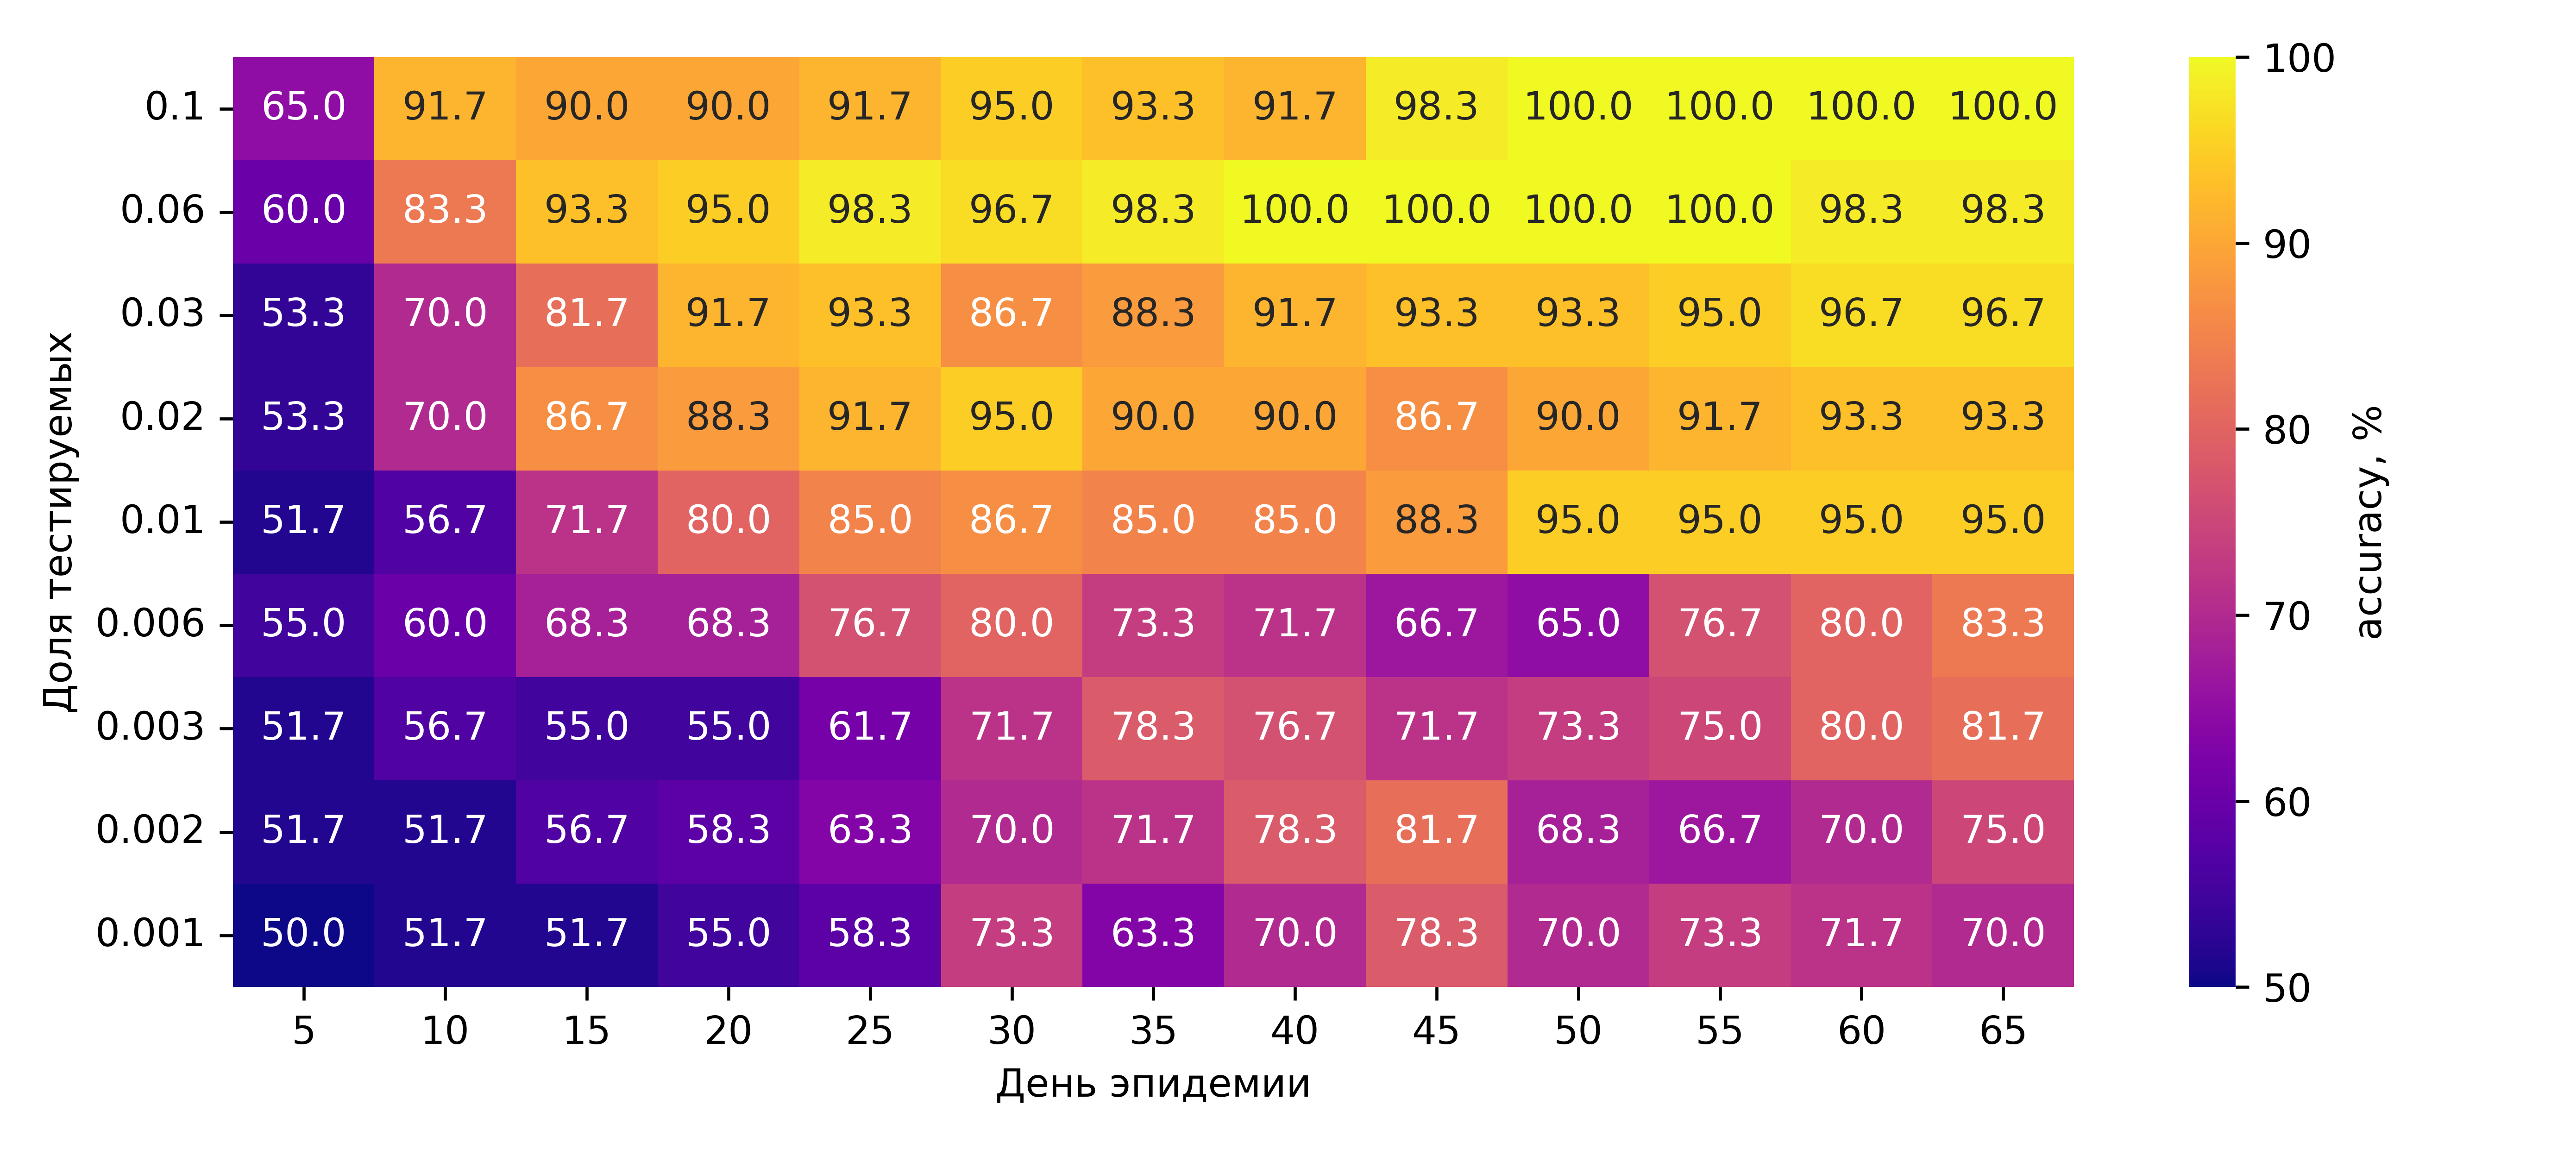 Доля тестируемых
0.1 65.0 91.7 90.0 90.0 91.7 95.0 93.3 91.7 98.3 100.0 100.0 100.0 100.0
0.06 60.0 83.3 93.3 95.0 98.3 96.7 98.3 100.0 100.0 100.0 100.0 98.3 98.3
0.03 53.3 70.0 81.7 91.7 93.3 86.7 88.3 91.7 93.3 93.3 95.0 96.7 96.7
0.02 53.3 70.0 86.7 88.3 91.7 95.0 90.0 90.0 86.7 90.0 91.7 93.3 93.3
0.01 51.7 56.7 71.7 80.0 85.0 86.7 85.0 85.0 88.3 95.0 95.0 95.0 95.0
0.006 55.0 60.0 68.3 68.3 76.7 80.0 73.3 71.7 66.7 65.0 76.7 80.0 83.3
0.003 51.7 56.7 55.0 55.0 61.7 71.7 78.3 76.7 71.7 73.3 75.0 80.0 81.7
0.002 51.7 51.7 56.7 58.3 63.3 70.0 71.7 78.3 81.7 68.3 66.7 70.0 75.0
0.001 50.0 51.7 51.7 55.0 58.3 73.3 63.3 70.0 78.3 70.0 73.3 71.7 70.0
5 10 15 20 25 30 35 40 45 50 55 60 65
День эпидемии
100
90
80
70
60
50
accuracy, %